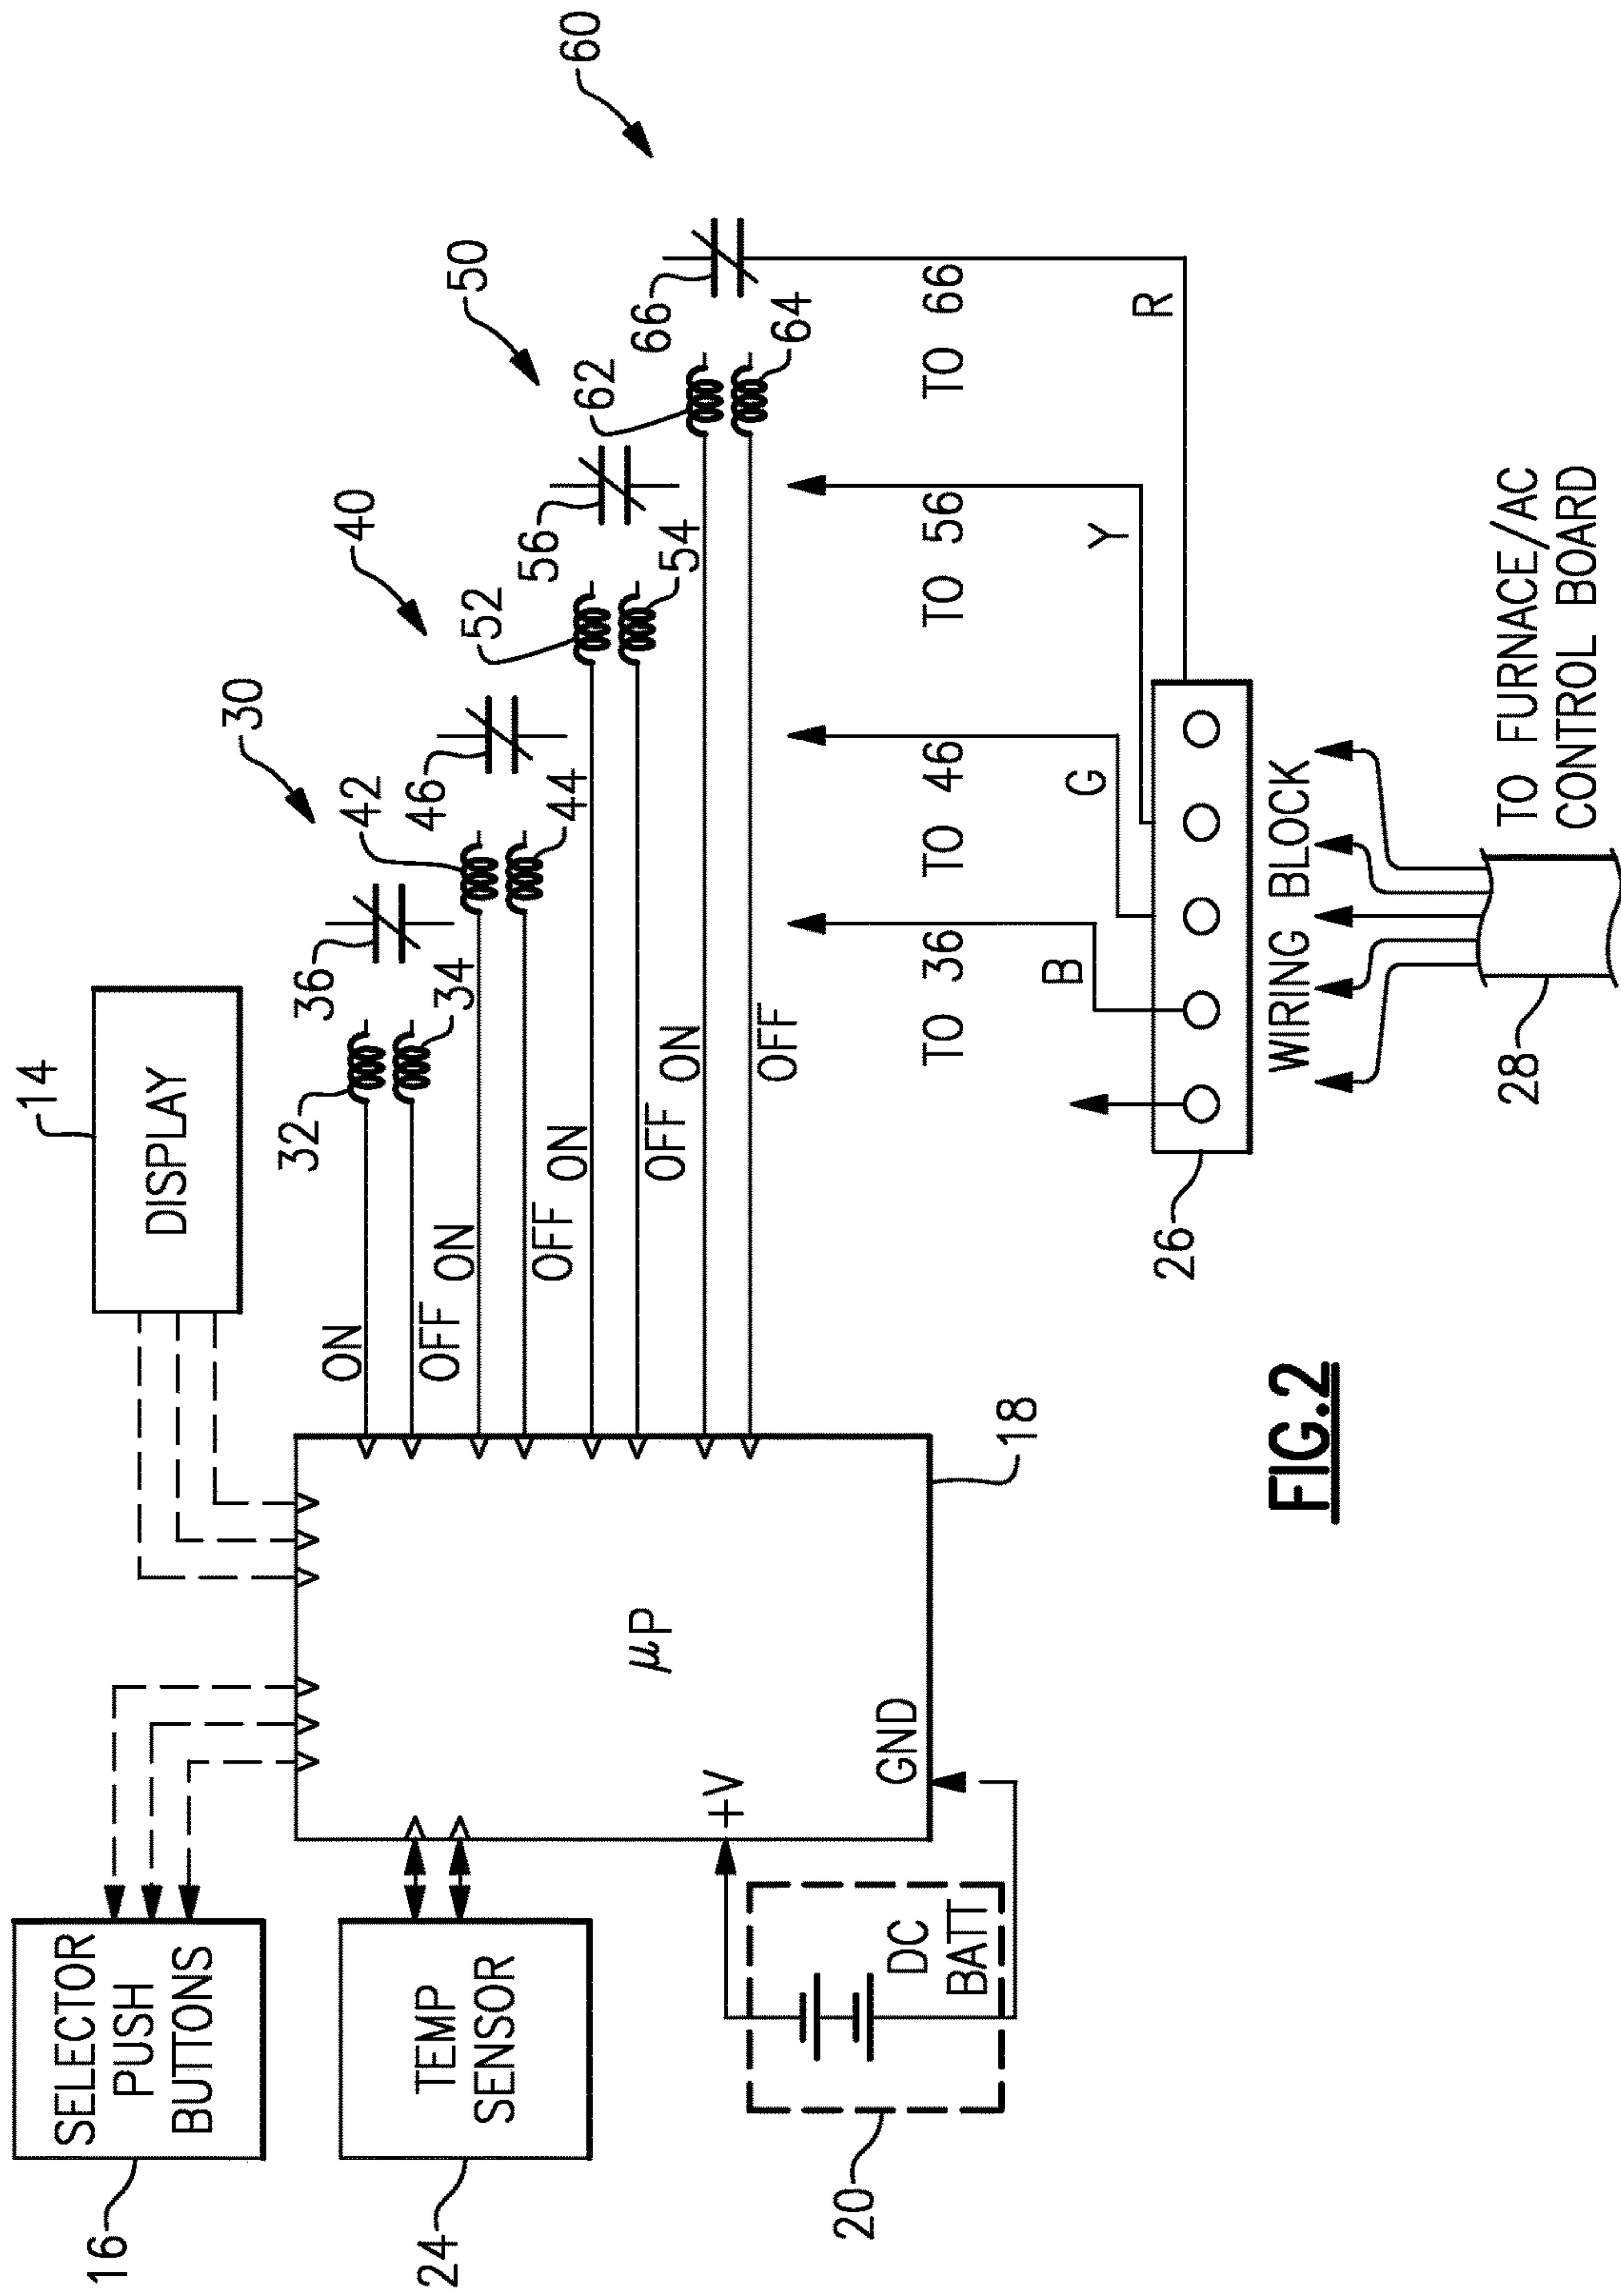 16
SELECTOR
PUSH
BUTTONS
14
DISPLAY
24
TEMP
SENSOR
20
DC
BATT
+V
GND
μP
18
ON
OFF
ON
OFF
ON
OFF
ON
OFF
30
32
34
36
40
42
44
46
50
52
54
56
60
62
64
66
TO 36
TO 46
TO 56
TO 66
B
G
Y
R
26
WIRING BLOCK
28
TO FURNACE/AC
CONTROL BOARD
FIG.2